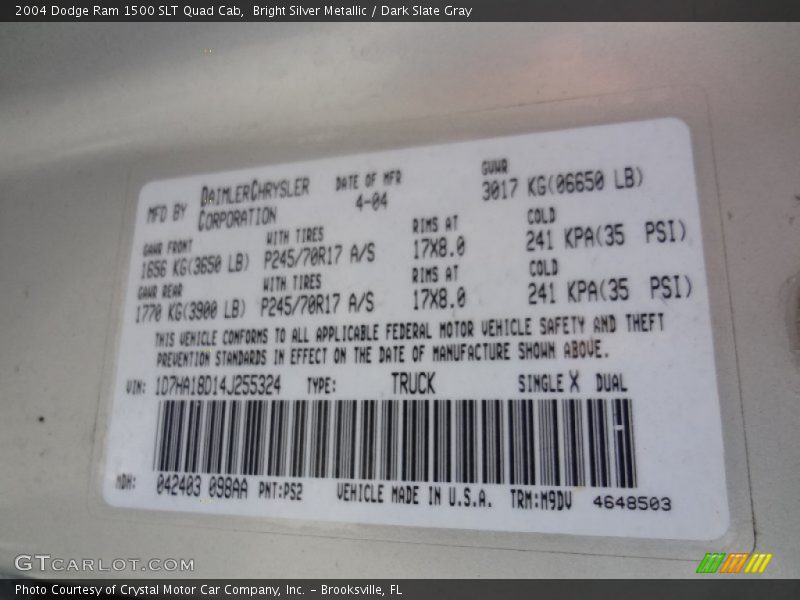 2004 Dodge Ram 1500 SLT Quad Cab, Bright Silver Metallic / Dark Slate Gray
MFD BY DAIMLERCHRYSLER CORPORATION
DATE OF MFR 4-04
GVWR 3017 KG(06650 LB)
GAWR FRONT WITH TIRES RIMS AT COLD
1656 KG(3650 LB) P245/70R17 A/S 17X8.0 241 KPA(35 PSI)
GAWR REAR WITH TIRES RIMS AT COLD
1770 KG(3900 LB) P245/70R17 A/S 17X8.0 241 KPA(35 PSI)
THIS VEHICLE CONFORMS TO ALL APPLICABLE FEDERAL MOTOR VEHICLE SAFETY AND THEFT
PREVENTION STANDARDS IN EFFECT ON THE DATE OF MANUFACTURE SHOWN ABOVE.
VIN: 1D7HA18D14J255324 TYPE: TRUCK SINGLE X DUAL
MDH: 042403 098AA PNT:PS2 VEHICLE MADE IN U.S.A. TRM:M9DV 4648503
GTCARLOT.COM
Photo Courtesy of Crystal Motor Car Company, Inc. – Brooksville, FL